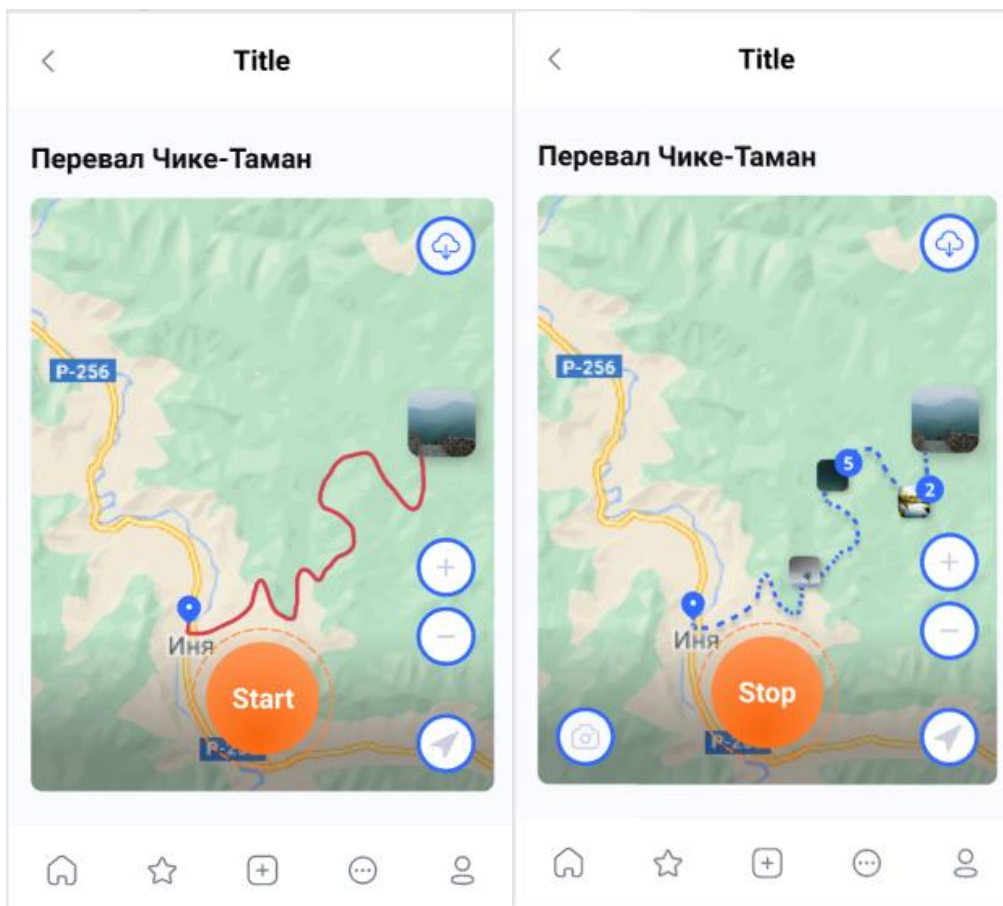 Title
Перевал Чике-Таман
P-256
Иня
Start
Title
Перевал Чике-Таман
P-256
5
2
Иня
Stop